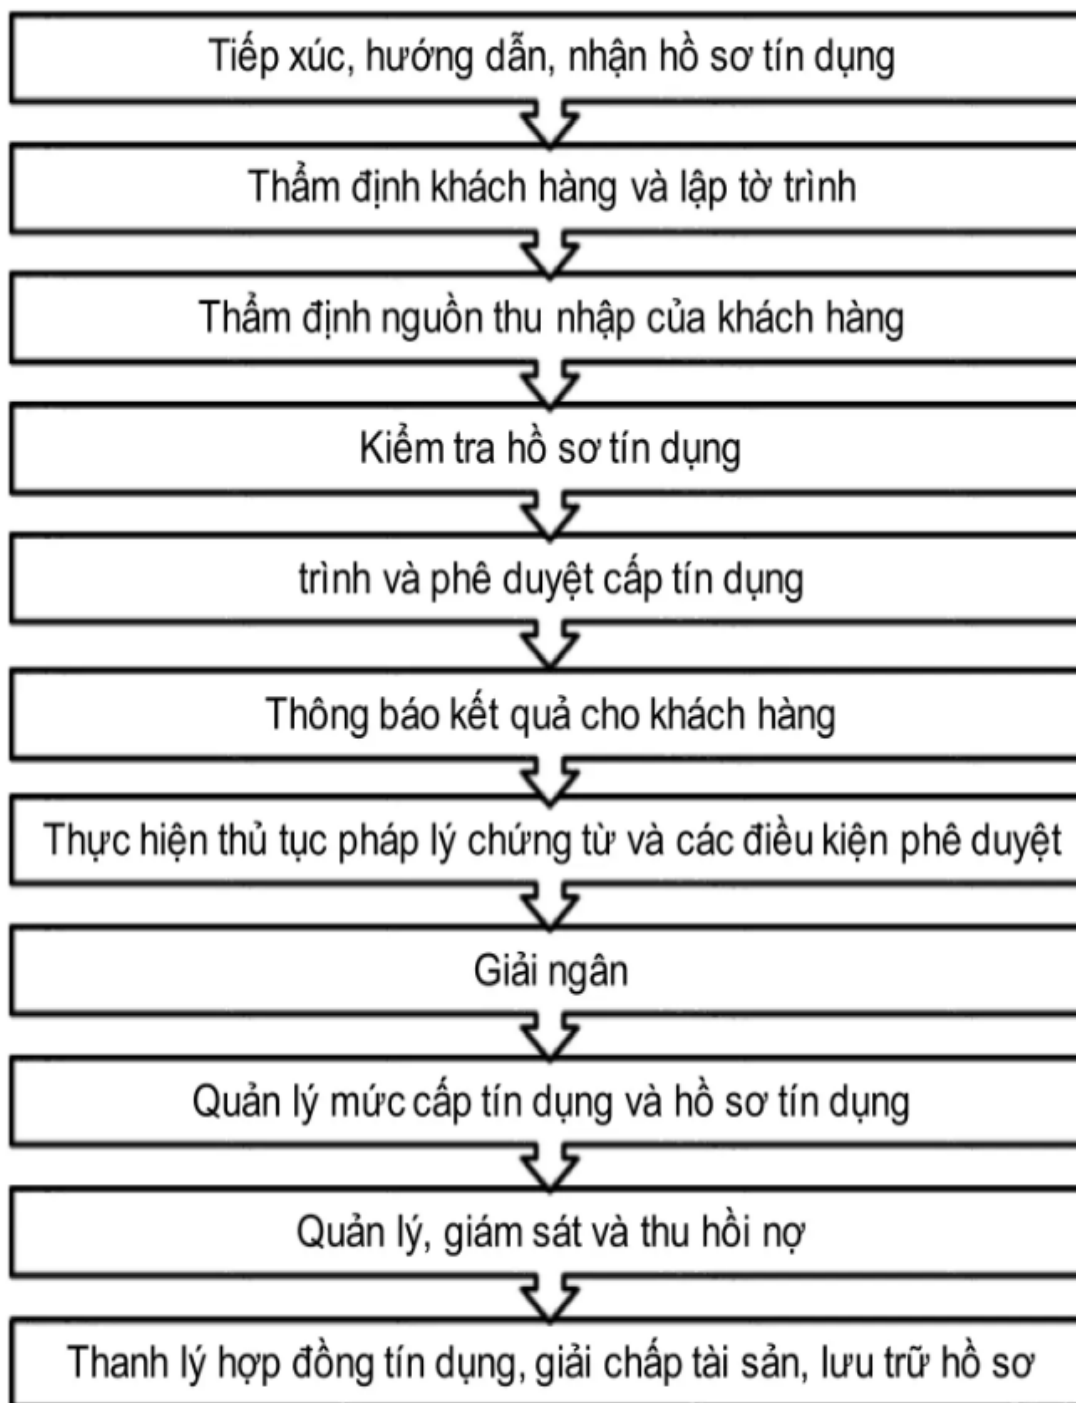 Tiếp xúc, hướng dẫn, nhận hồ sơ tín dụng
Thẩm định khách hàng và lập tờ trình
Thẩm định nguồn thu nhập của khách hàng
Kiểm tra hồ sơ tín dụng
trình và phê duyệt cấp tín dụng
Thông báo kết quả cho khách hàng
Thực hiện thủ tục pháp lý chứng từ và các điều kiện phê duyệt
Giải ngân
Quản lý mức cấp tín dụng và hồ sơ tín dụng
Quản lý, giám sát và thu hồi nợ
Thanh lý hợp đồng tín dụng, giải chấp tài sản, lưu trữ hồ sơ